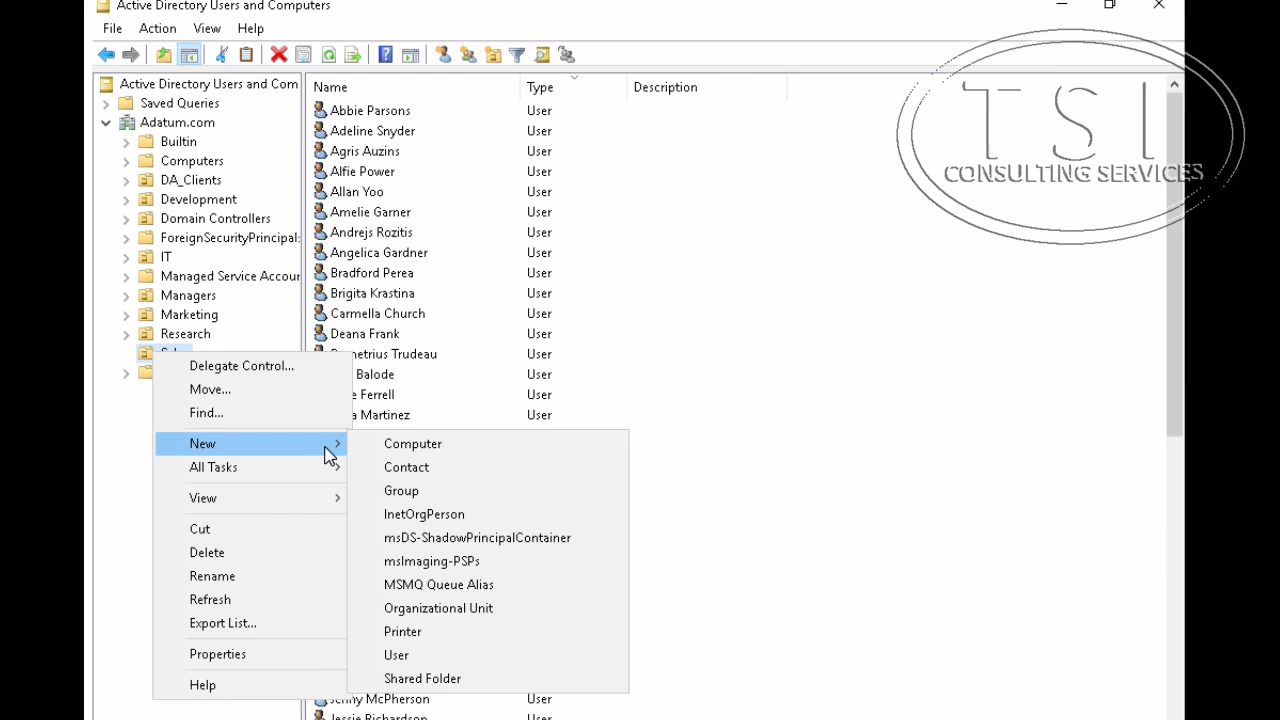 Active Directory Users and Computers
File Action View Help
Active Directory Users and Com
Saved Queries
Adatum.com
Builtin
Computers
DA_Clients
Development
Domain Controllers
ForeignSecurityPrincipal:
IT
Managed Service Accour
Managers
Marketing
Research
Name Type Description
Abbie Parsons User
Adeline Snyder User
Agris Auzins User
Alfie Power User
Allan Yoo User
Amelie Garner User
Andrejs Rozitis User
Angelica Gardner User
Bradford Perea User
Brigita Krastina User
Carmella Church User
Deana Frank User
Demetrius Trudeau User
Balode User
Ferrell User
Martinez User
Jenny McPherson User
Jessie Richardson User
Delegate Control...
Move...
Find...
New
All Tasks
View
Cut
Delete
Rename
Refresh
Export List...
Properties
Help
Computer
Contact
Group
InetOrgPerson
msDS-ShadowPrincipalContainer
msImaging-PSPs
MSMQ Queue Alias
Organizational Unit
Printer
User
Shared Folder
TSI
CONSULTING SERVICES